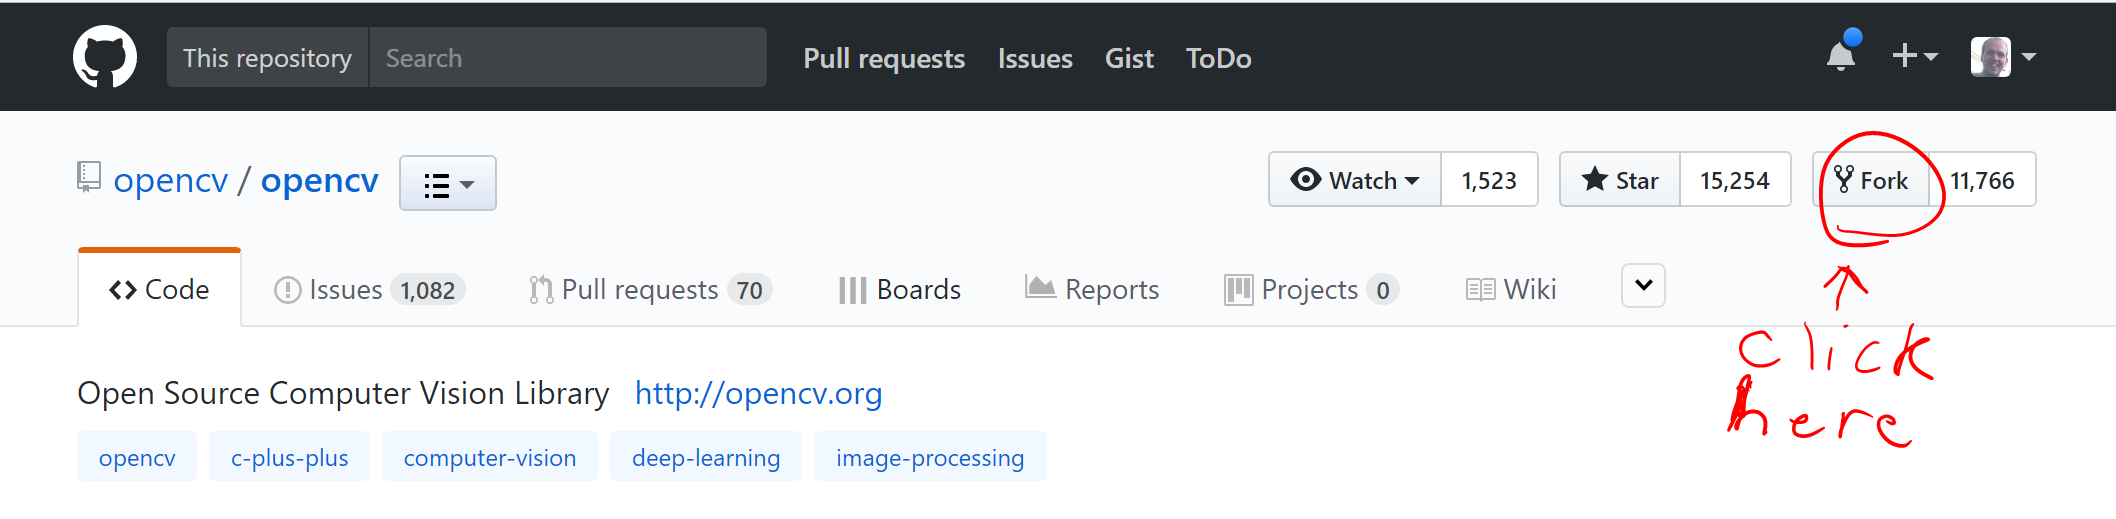 This repository Search Pull requests Issues Gist ToDo
opencv / opencv Watch 1,523 Star 15,254 Fork 11,766
Code Issues 1,082 Pull requests 70 Boards Reports Projects 0 Wiki
click
here
Open Source Computer Vision Library http://opencv.org
opencv c-plus-plus computer-vision deep-learning image-processing